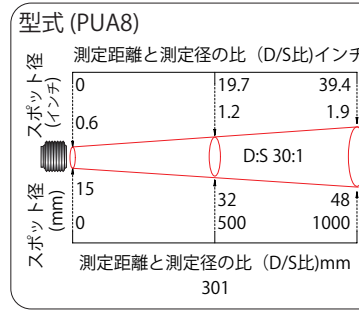 型式 (PUA8)
測定距離と測定径の比（D/S比)インチ
スポット径
(インチ)
0 19.7 39.4
0.6 1.2 1.9
D:S 30:1
スポット径
(mm)
15 32 48
0 500 1000
測定距離と測定径の比（D/S比)mm
301